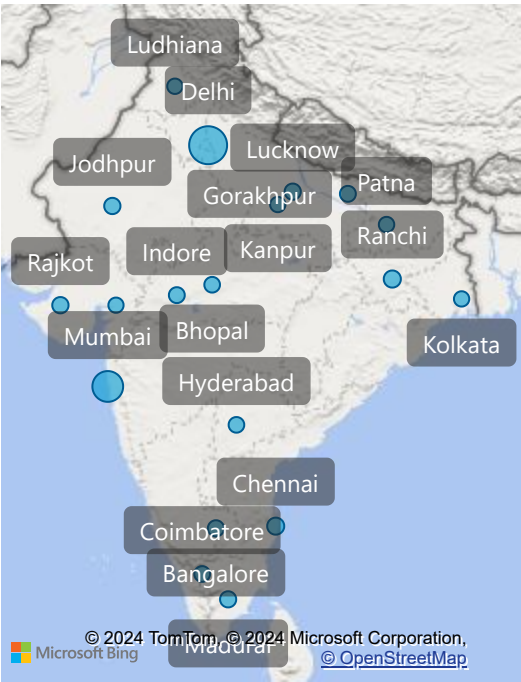 Ludhiana
Delhi
Lucknow
Jodhpur
Patna
Gorakhpur
Ranchi
Kanpur
Indore
Rajkot
Bhopal
Mumbai
Kolkata
Hyderabad
Chennai
Coimbatore
Bangalore
Madurai
© 2024 TomTom, © 2024 Microsoft Corporation,
Microsoft Bing
© OpenStreetMap